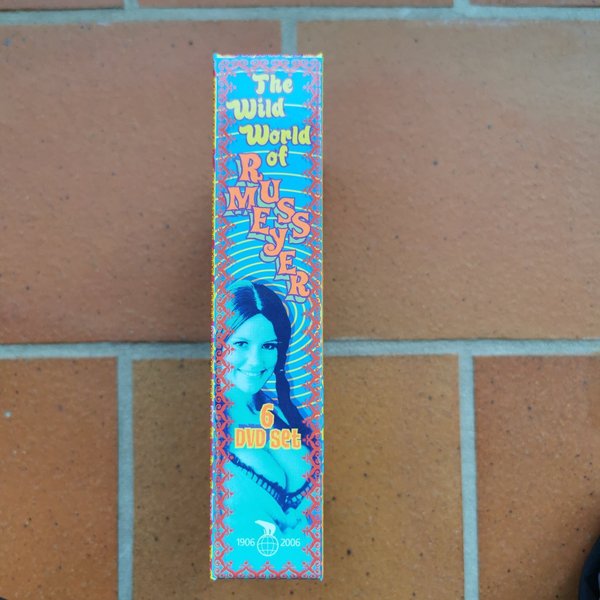 The
Wild
World
of
RUSS
MEYER
6
DVD Set
1906 2006